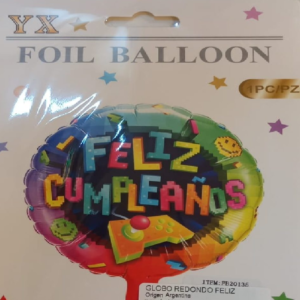 YX
FOIL BALLOON
1PC/PZ
FELIZ
CUMPLEAÑOS
GLOBO REDONDO FELIZ
Origen: Argentina